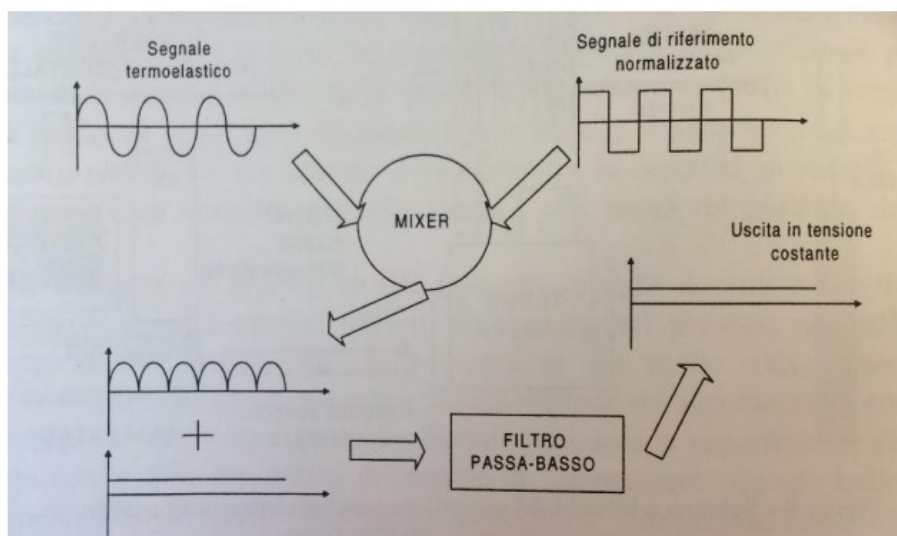 Segnale
termoelastico
Segnale di riferimento
normalizzato
MIXER
Uscita in tensione
costante
FILTRO
PASSA-BASSO